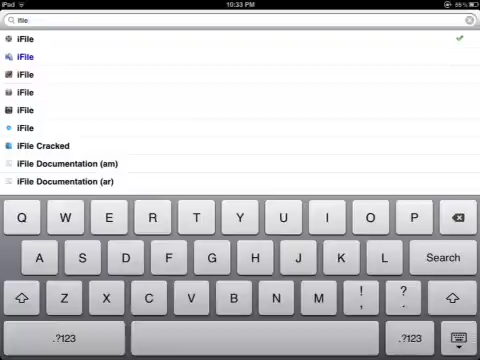 iPad 10:33 PM 55%
ifile
iFile
iFile
iFile
iFile
iFile
iFile
iFile Cracked
iFile Documentation (am)
iFile Documentation (ar)
Q W E R T Y U I O P
A S D F G H J K L Search
Z X C V B N M ! , ? .
.?123 .?123